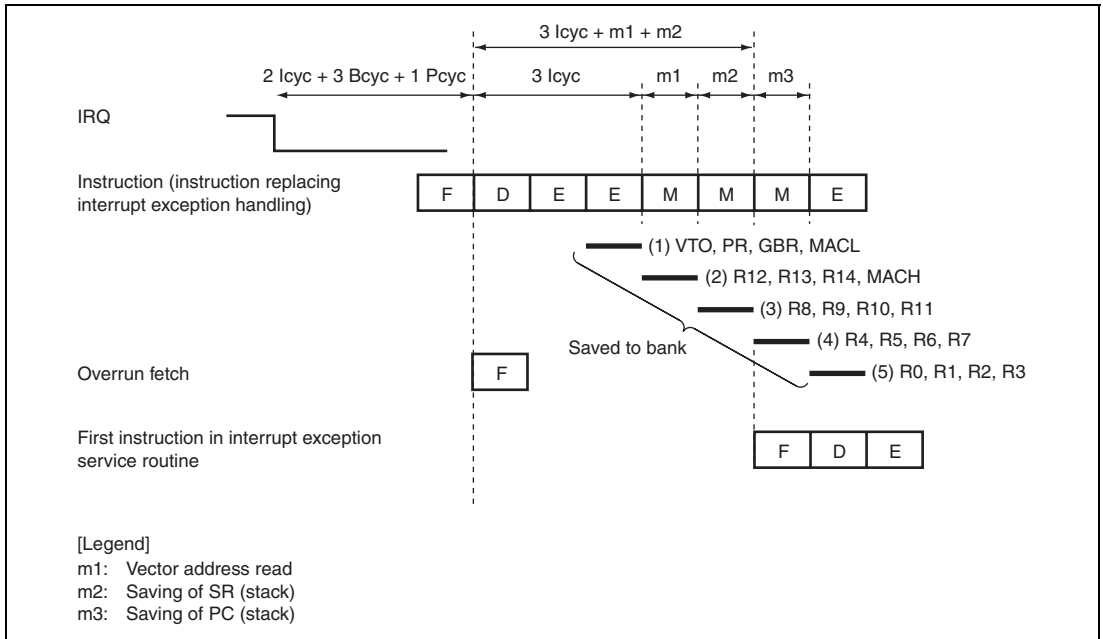 3 Icyc + m1 + m2
2 Icyc + 3 Bcyc + 1 Pcyc 3 Icyc m1 m2 m3
IRQ
Instruction (instruction replacing
interrupt exception handling)
F D E E M M M E
(1) VTO, PR, GBR, MACL
(2) R12, R13, R14, MACH
(3) R8, R9, R10, R11
(4) R4, R5, R6, R7
Saved to bank
(5) R0, R1, R2, R3
Overrun fetch
F
First instruction in interrupt exception
service routine
F D E
[Legend]
m1: Vector address read
m2: Saving of SR (stack)
m3: Saving of PC (stack)